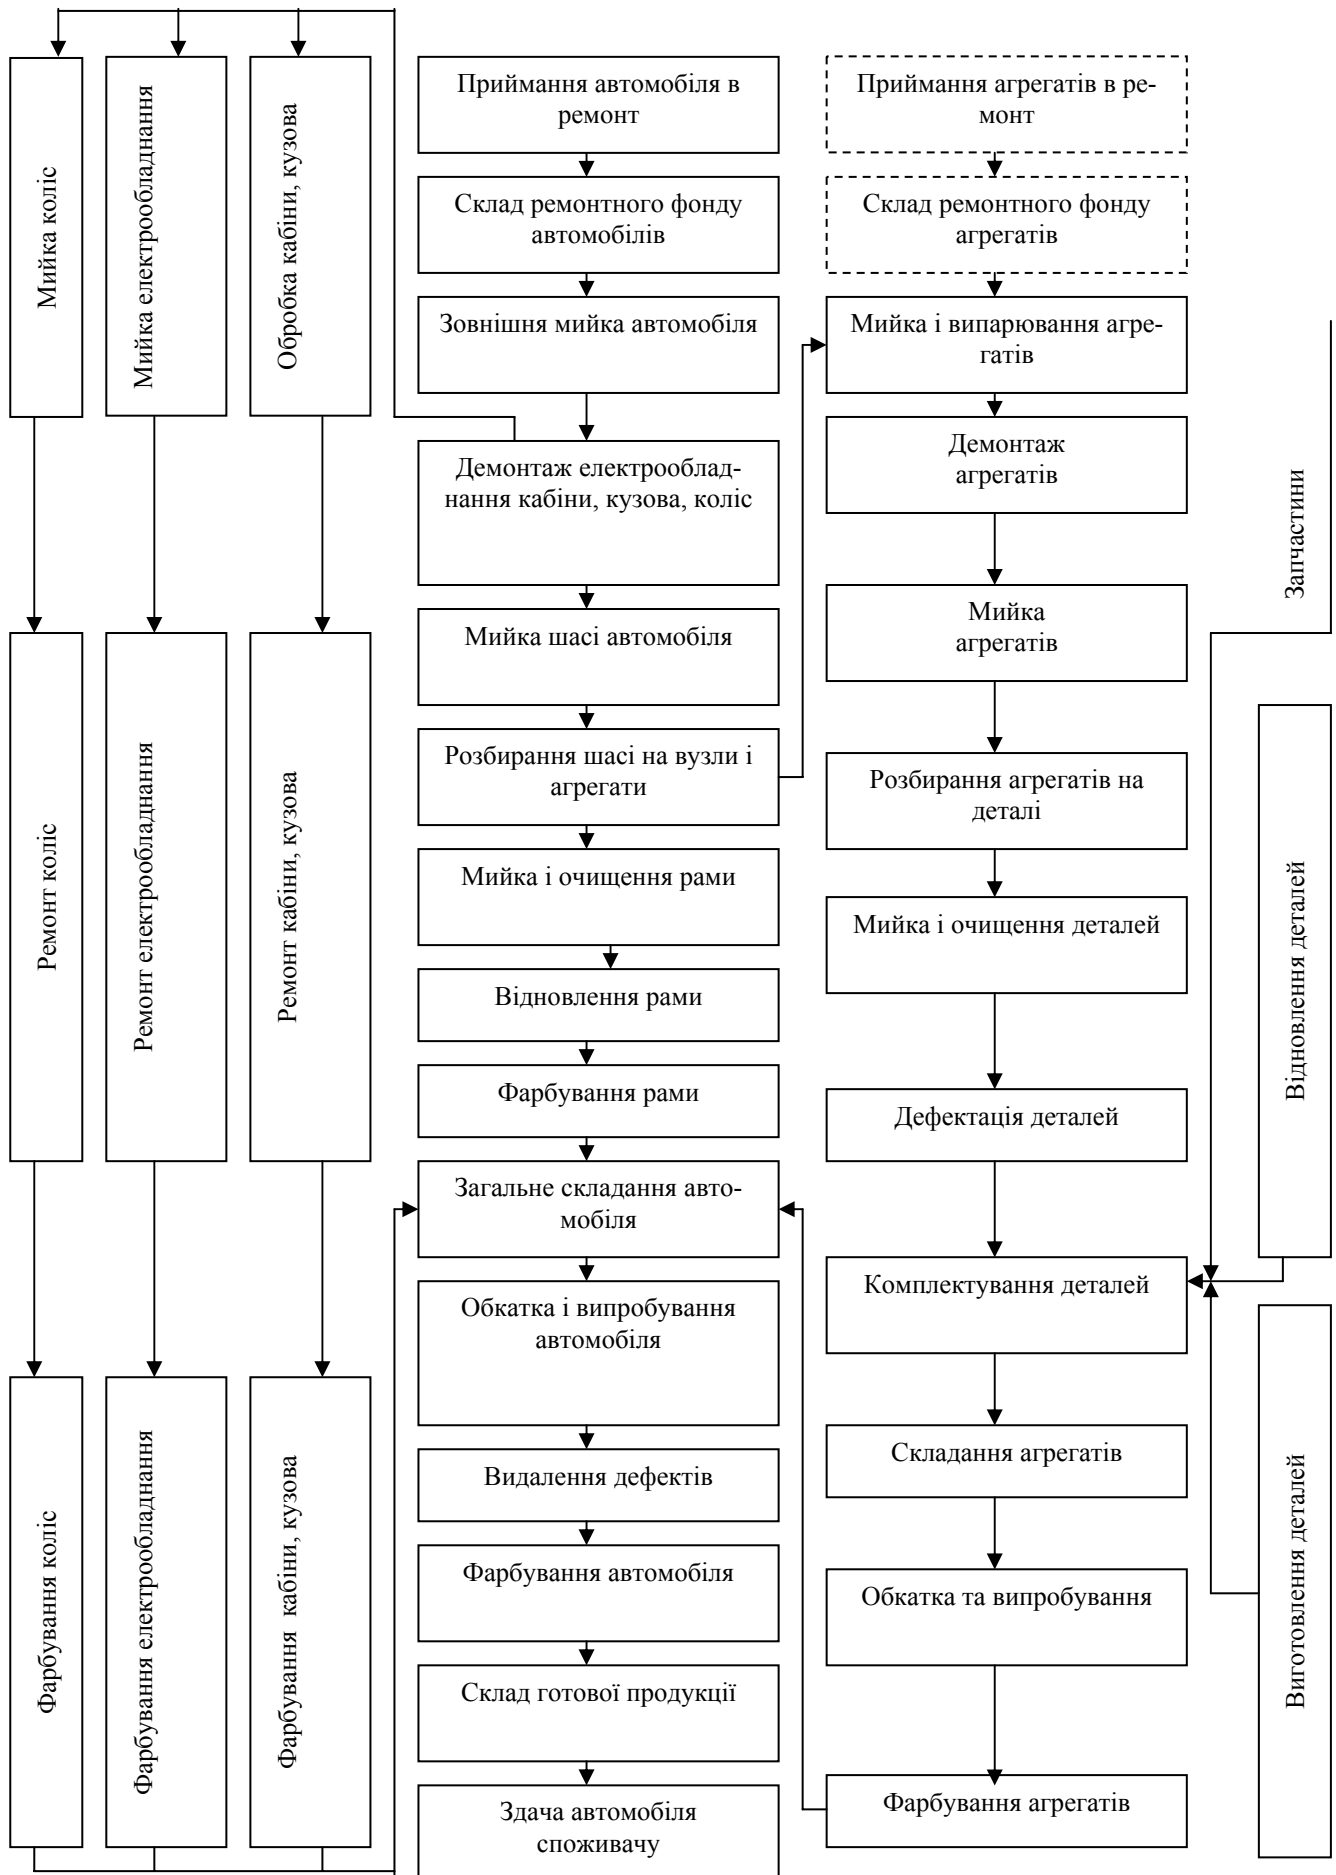 Мийка коліс
Мийка електрообладнання
Обробка кабіни, кузова
Ремонт коліс
Ремонт електрообладнання
Ремонт кабіни, кузова
Фарбування коліс
Фарбування електрообладнання
Фарбування кабіни, кузова
Приймання автомобіля в
ремонт
Склад ремонтного фонду
автомобілів
Зовнішня мийка автомобіля
Демонтаж електрооблад-
нання кабіни, кузова, коліс
Мийка шасі автомобіля
Розбирання шасі на вузли і
агрегати
Мийка і очищення рами
Відновлення рами
Фарбування рами
Загальне складання авто-
мобіля
Обкатка і випробування
автомобіля
Видалення дефектів
Фарбування автомобіля
Склад готової продукції
Здача автомобіля
споживачу
Приймання агрегатів в ре-
монт
Склад ремонтного фонду
агрегатів
Мийка і випарювання агре-
гатів
Демонтаж
агрегатів
Мийка
агрегатів
Розбирання агрегатів на
деталі
Мийка і очищення деталей
Дефектація деталей
Комплектування деталей
Складання агрегатів
Обкатка та випробування
Фарбування агрегатів
Запчастини
Відновлення деталей
Виготовлення деталей